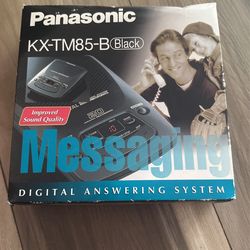 Panasonic
KX-TM85-B Black
Improved
Sound Quality
Messaging
DIGITAL ANSWERING SYSTEM